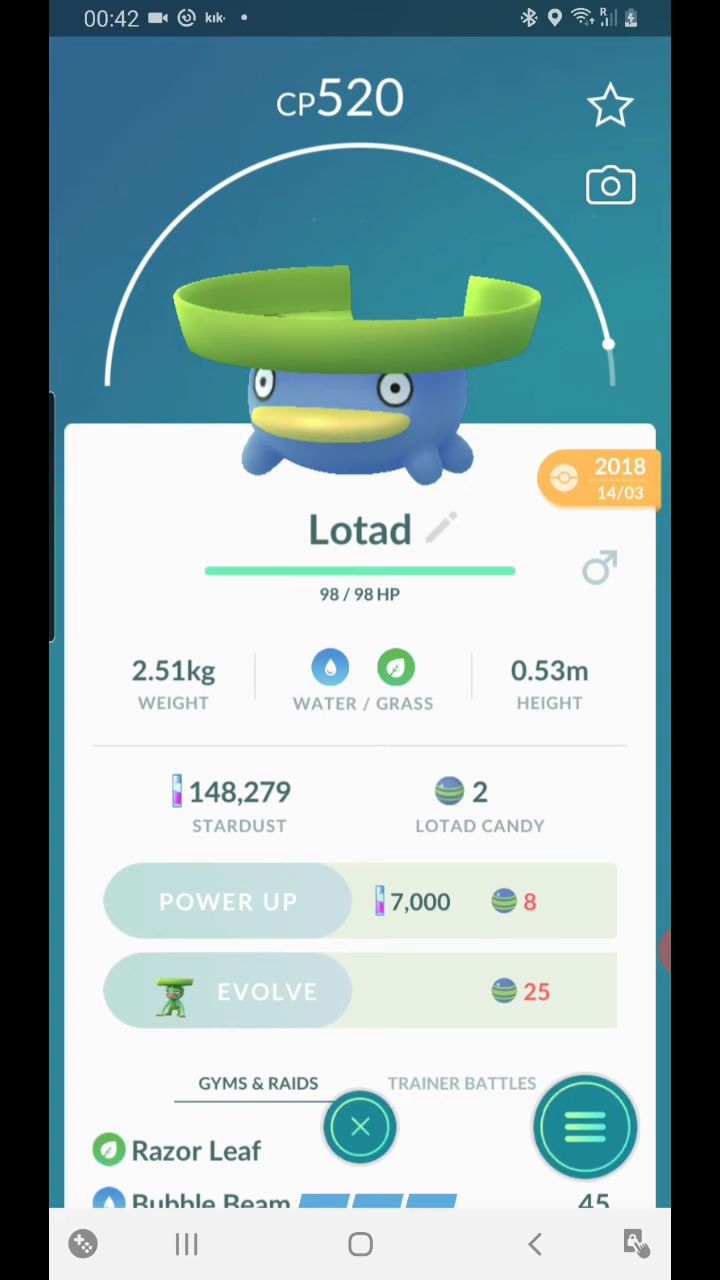 00:42 kik·
R
CP520
2018
14/03
Lotad
98 / 98 HP
2.51kg
WEIGHT
WATER / GRASS
0.53m
HEIGHT
148,279
STARDUST
2
LOTAD CANDY
POWER UP 7,000 8
EVOLVE 25
GYMS & RAIDS TRAINER BATTLES
Razor Leaf
Bubble Beam 45